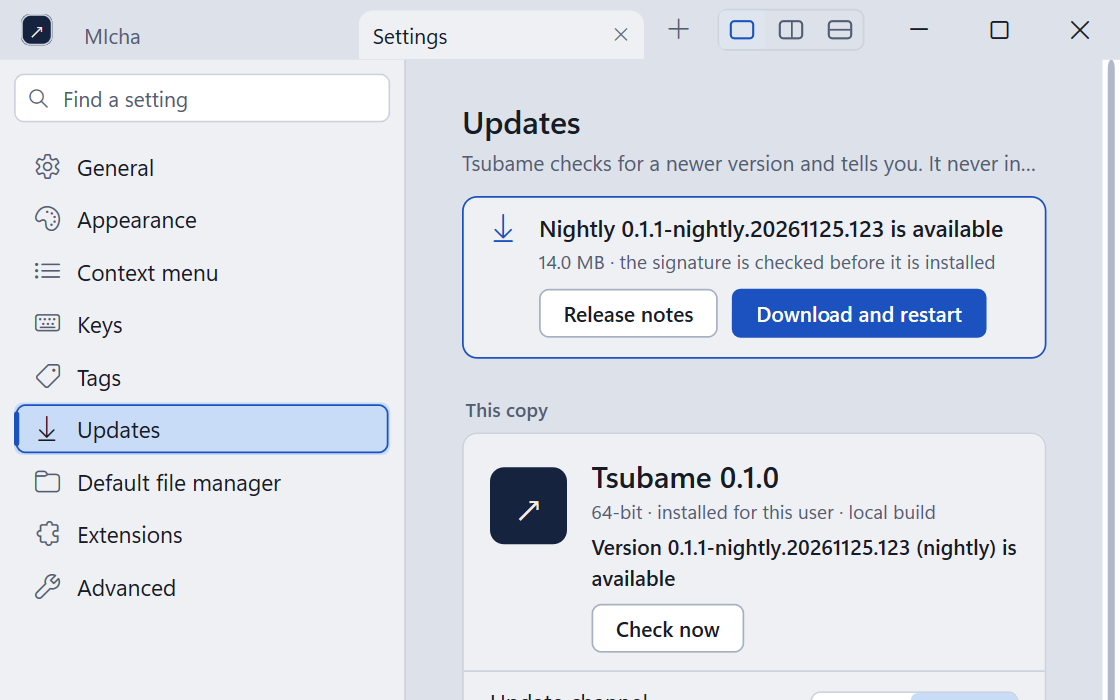 MIcha
Settings
Find a setting
General
Appearance
Context menu
Keys
Tags
Updates
Default file manager
Extensions
Advanced
Updates
Tsubame checks for a newer version and tells you. It never in...
Nightly 0.1.1-nightly.20261125.123 is available
14.0 MB · the signature is checked before it is installed
Release notes
Download and restart
This copy
Tsubame 0.1.0
64-bit · installed for this user · local build
Version 0.1.1-nightly.20261125.123 (nightly) is
available
Check now
Update channel